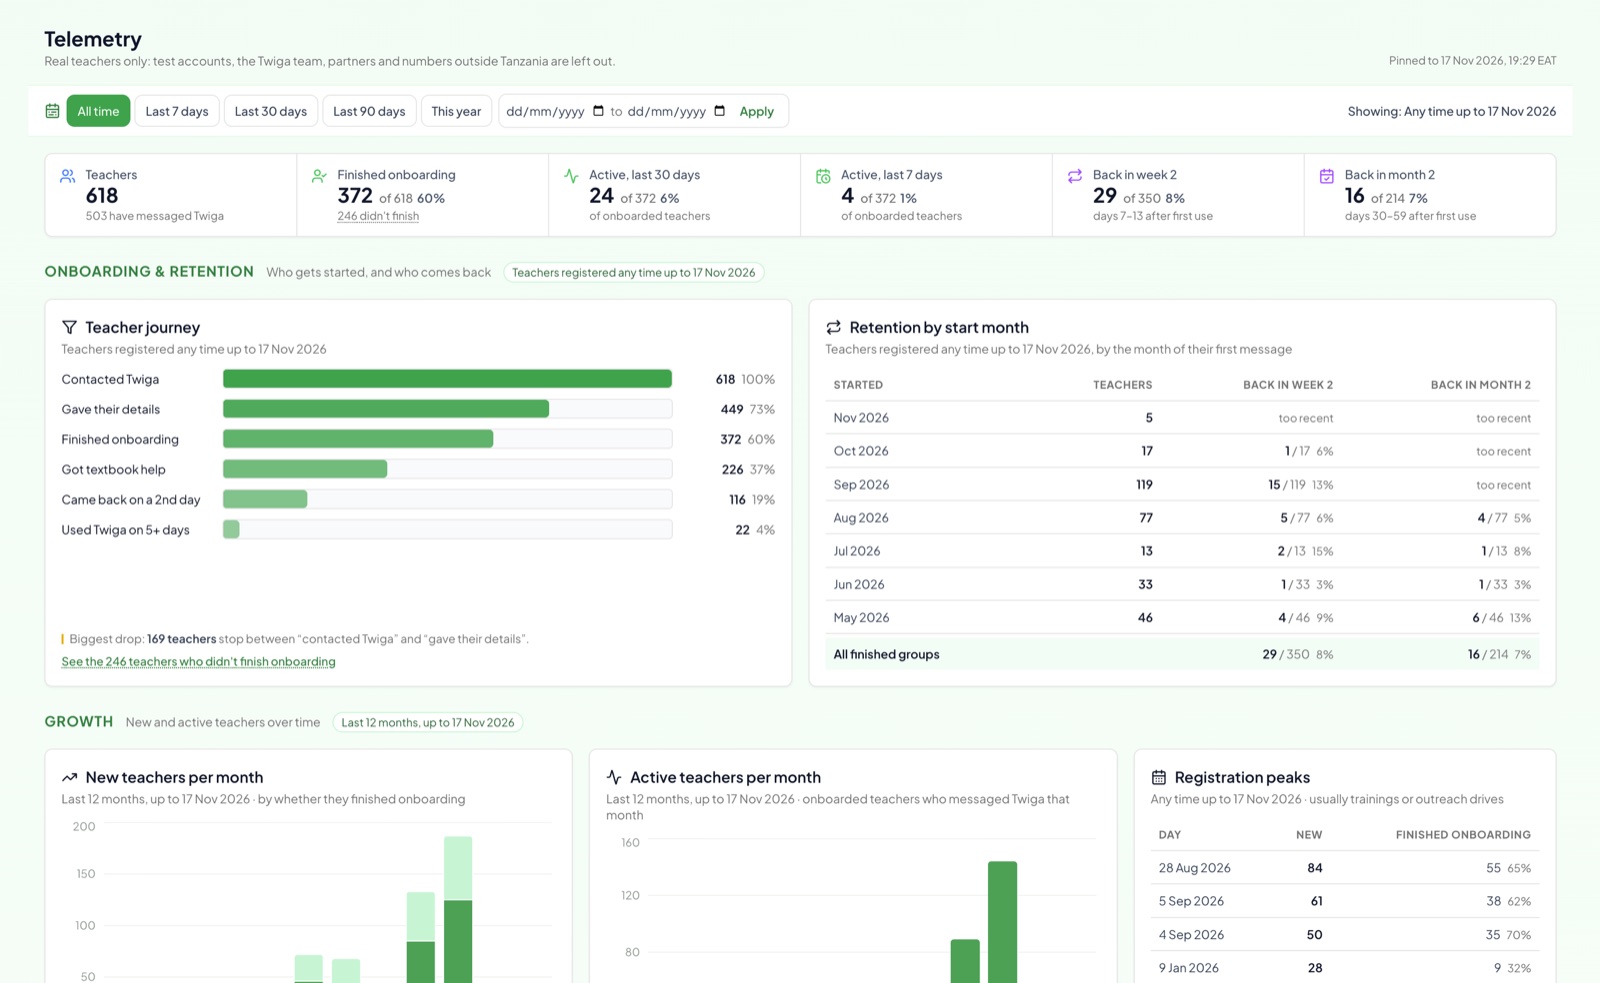 Telemetry
Real teachers only: test accounts, the Twiga team, partners and numbers outside Tanzania are left out.
Pinned to 17 Nov 2026, 19:29 EAT
All time
Last 7 days
Last 30 days
Last 90 days
This year
dd/mm/yyyy to dd/mm/yyyy Apply
Showing: Any time up to 17 Nov 2026
Teachers
618
503 have messaged Twiga
Finished onboarding
372 of 618 60%
246 didn't finish
Active, last 30 days
24 of 372 6%
of onboarded teachers
Active, last 7 days
4 of 372 1%
of onboarded teachers
Back in week 2
29 of 350 8%
days 7–13 after first use
Back in month 2
16 of 214 7%
days 30–59 after first use
ONBOARDING & RETENTION Who gets started, and who comes back Teachers registered any time up to 17 Nov 2026
Teacher journey
Teachers registered any time up to 17 Nov 2026
Contacted Twiga 618 100%
Gave their details 449 73%
Finished onboarding 372 60%
Got textbook help 226 37%
Came back on a 2nd day 116 19%
Used Twiga on 5+ days 22 4%
Biggest drop: 169 teachers stop between “contacted Twiga” and “gave their details”.
See the 246 teachers who didn't finish onboarding
Retention by start month
Teachers registered any time up to 17 Nov 2026, by the month of their first message
STARTED TEACHERS BACK IN WEEK 2 BACK IN MONTH 2
Nov 2026 5 too recent too recent
Oct 2026 17 1 / 17 6% too recent
Sep 2026 119 15 / 119 13% too recent
Aug 2026 77 5 / 77 6% 4 / 77 5%
Jul 2026 13 2 / 13 15% 1 / 13 8%
Jun 2026 33 1 / 33 3% 1 / 33 3%
May 2026 46 4 / 46 9% 6 / 46 13%
All finished groups 29 / 350 8% 16 / 214 7%
GROWTH New and active teachers over time Last 12 months, up to 17 Nov 2026
New teachers per month
Last 12 months, up to 17 Nov 2026 · by whether they finished onboarding
200
150
100
50
Active teachers per month
Last 12 months, up to 17 Nov 2026 · onboarded teachers who messaged Twiga that
month
160
120
80
Registration peaks
Any time up to 17 Nov 2026 · usually trainings or outreach drives
DAY NEW FINISHED ONBOARDING
28 Aug 2026 84 55 65%
5 Sep 2026 61 38 62%
4 Sep 2026 50 35 70%
9 Jan 2026 28 9 32%